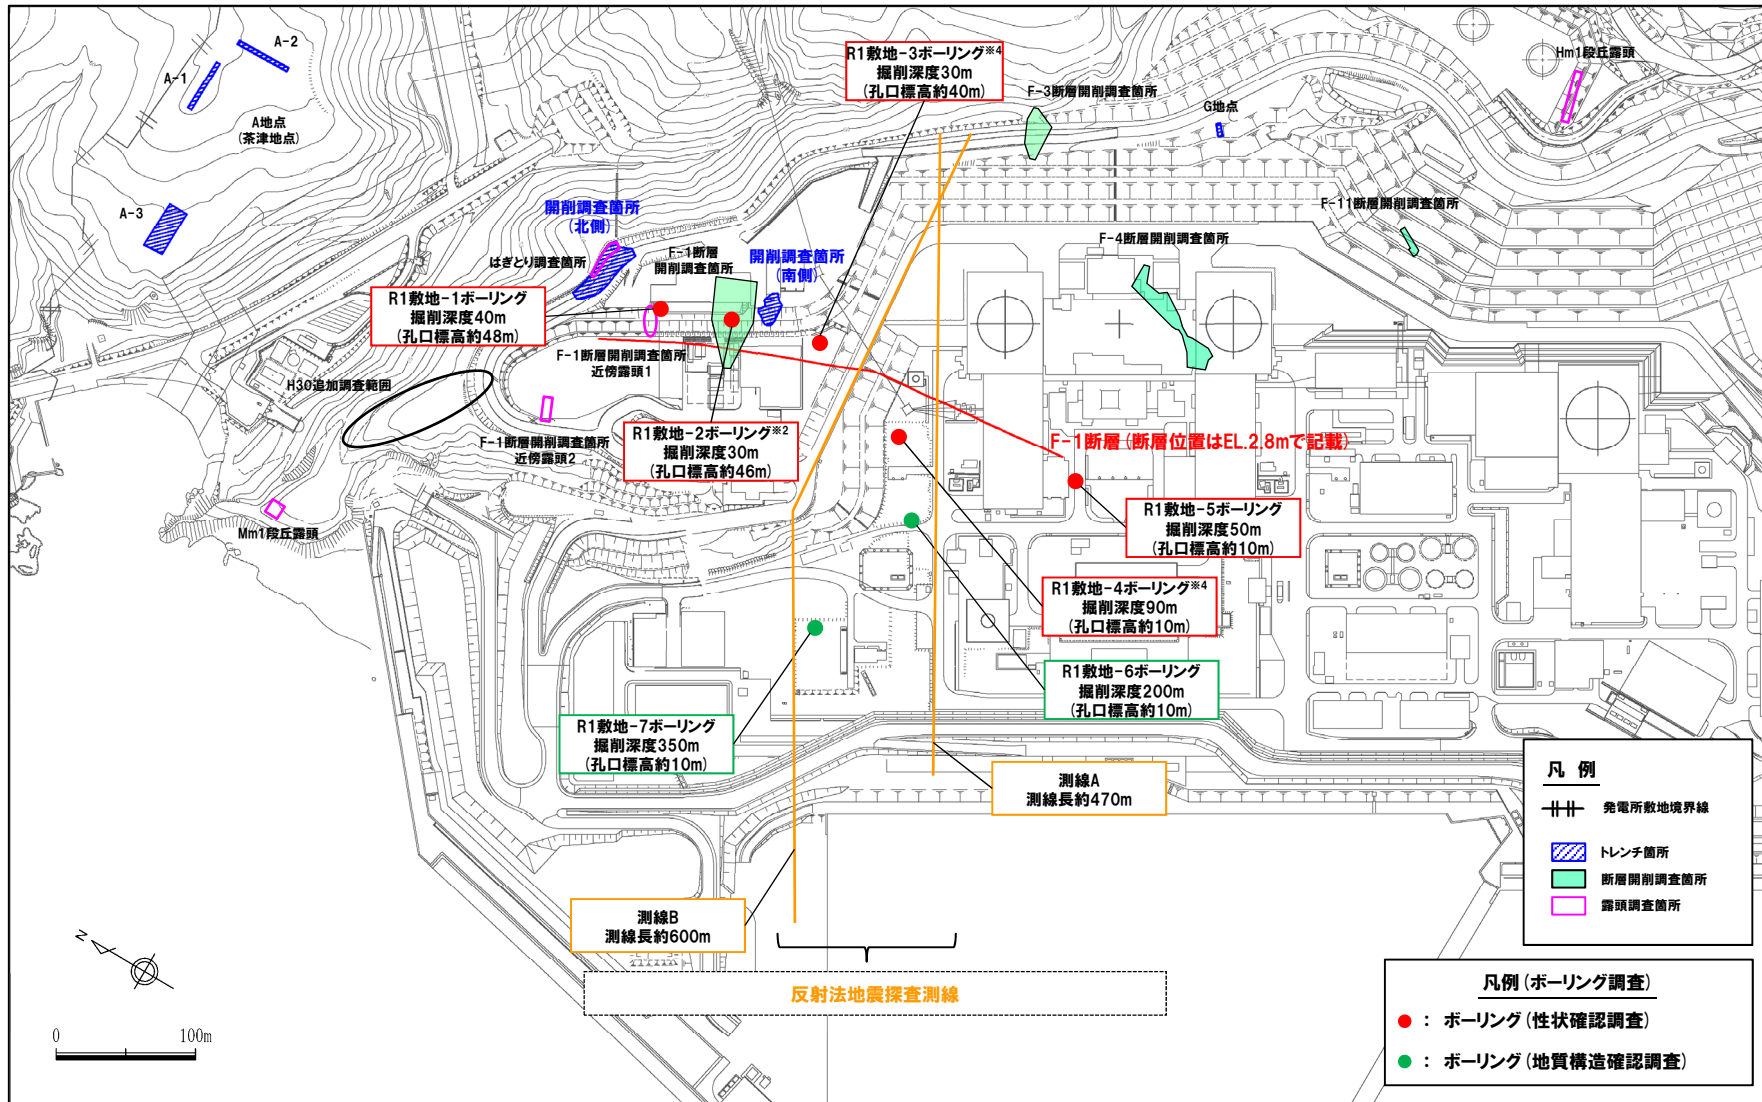 A-2
A-1
A地点
(茶津地点)
A-3
R1敷地-3ボーリング※4
掘削深度30m
(孔口標高約40m)
F-3断層開削調査箇所
G地点
Hm1段丘露頭
開削調査箇所
(北側)
はぎとり調査箇所
F-1断層
開削調査箇所
開削調査箇所
(南側)
F-4断層開削調査箇所
F-11断層開削調査箇所
R1敷地-1ボーリング
掘削深度40m
(孔口標高約48m)
F-1断層開削調査箇所
近傍露頭1
H30追加調査範囲
F-1断層開削調査箇所
近傍露頭2
R1敷地-2ボーリング※2
掘削深度30m
(孔口標高約46m)
F-1断層(断層位置はEL.2.8mで記載)
Mm1段丘露頭
R1敷地-5ボーリング
掘削深度50m
(孔口標高約10m)
R1敷地-4ボーリング※4
掘削深度90m
(孔口標高約10m)
R1敷地-6ボーリング
掘削深度200m
(孔口標高約10m)
R1敷地-7ボーリング
掘削深度350m
(孔口標高約10m)
測線A
測線長約470m
測線B
測線長約600m
反射法地震探査測線
N
0 100m
凡 例
発電所敷地境界線
トレンチ箇所
断層開削調査箇所
露頭調査箇所
凡例(ボーリング調査)
: ボーリング(性状確認調査)
: ボーリング(地質構造確認調査)